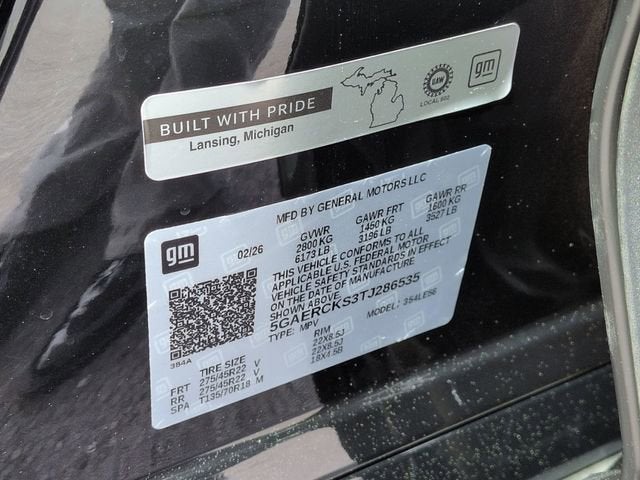 BUILT WITH PRIDE
Lansing, Michigan
UAW
LOCAL 602
gm
gm
02/26
MFD BY GENERAL MOTORS LLC
GVWR GAWR FRT GAWR RR
2800 KG 1450 KG 1600 KG
6173 LB 3196 LB 3527 LB
THIS VEHICLE CONFORMS TO ALL
APPLICABLE U.S. FEDERAL MOTOR
VEHICLE SAFETY STANDARDS IN EFFECT
ON THE DATE OF MANUFACTURE
SHOWN ABOVE.
5GAERCKS3TJ286535
TYPE: MPV MODEL: 3S4LE56
3S4A
TIRE SIZE RIM
FRT 275/45R22 V 22X8.5J
RR 275/45R22 V 22X8.5J
SPA T135/70R18 M 18X4.5B